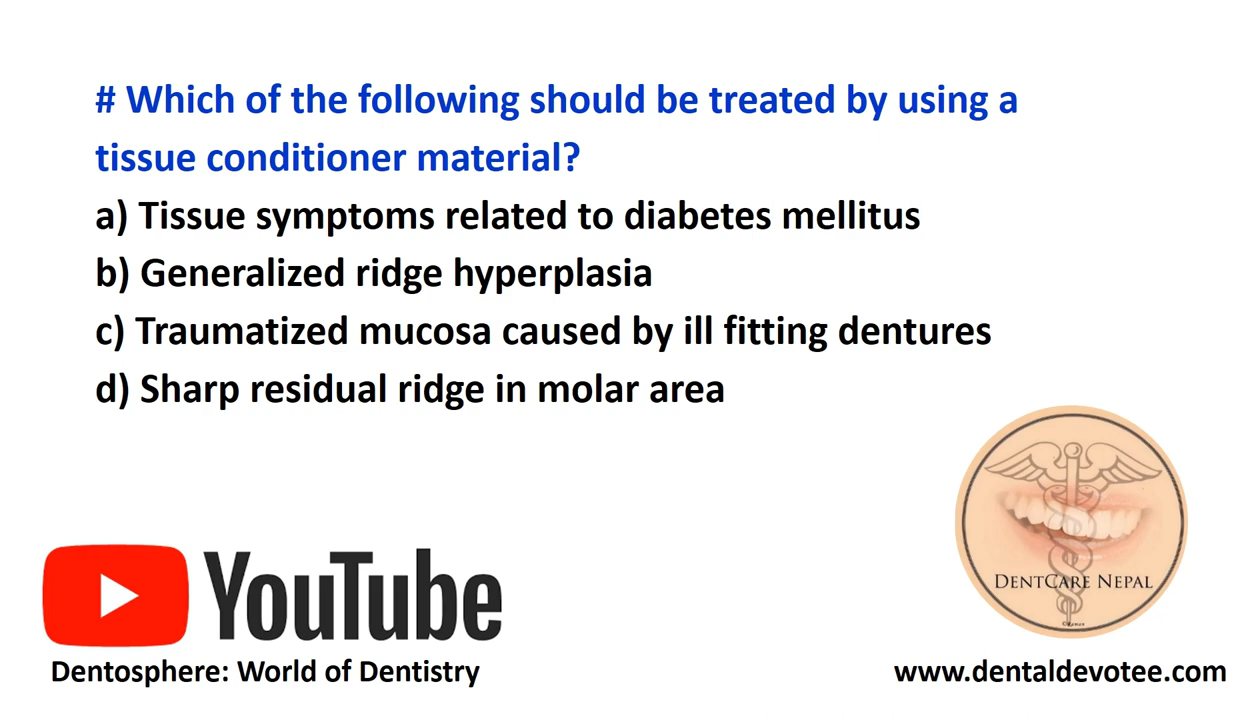 # Which of the following should be treated by using a
tissue conditioner material?
a) Tissue symptoms related to diabetes mellitus
b) Generalized ridge hyperplasia
c) Traumatized mucosa caused by ill fitting dentures
d) Sharp residual ridge in molar area
DENTCARE NEPAL
YouTube
Dentosphere: World of Dentistry
www.dentaldevotee.com